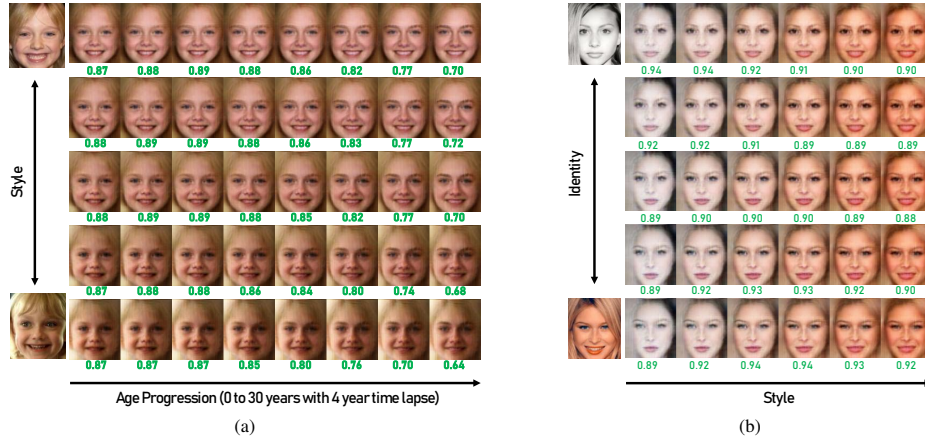 0.87 0.88 0.89 0.88 0.86 0.82 0.77 0.70
0.88 0.89 0.89 0.88 0.86 0.83 0.77 0.72
0.88 0.89 0.89 0.88 0.85 0.82 0.77 0.70
0.87 0.88 0.88 0.86 0.84 0.80 0.74 0.68
0.87 0.87 0.87 0.85 0.80 0.76 0.70 0.64
Style
Age Progression (0 to 30 years with 4 year time lapse)
(a)
0.94 0.94 0.92 0.91 0.90 0.90
0.92 0.92 0.91 0.89 0.89 0.89
0.89 0.90 0.90 0.90 0.89 0.88
0.89 0.92 0.93 0.93 0.92 0.90
0.89 0.92 0.94 0.94 0.93 0.92
Identity
Style
(b)